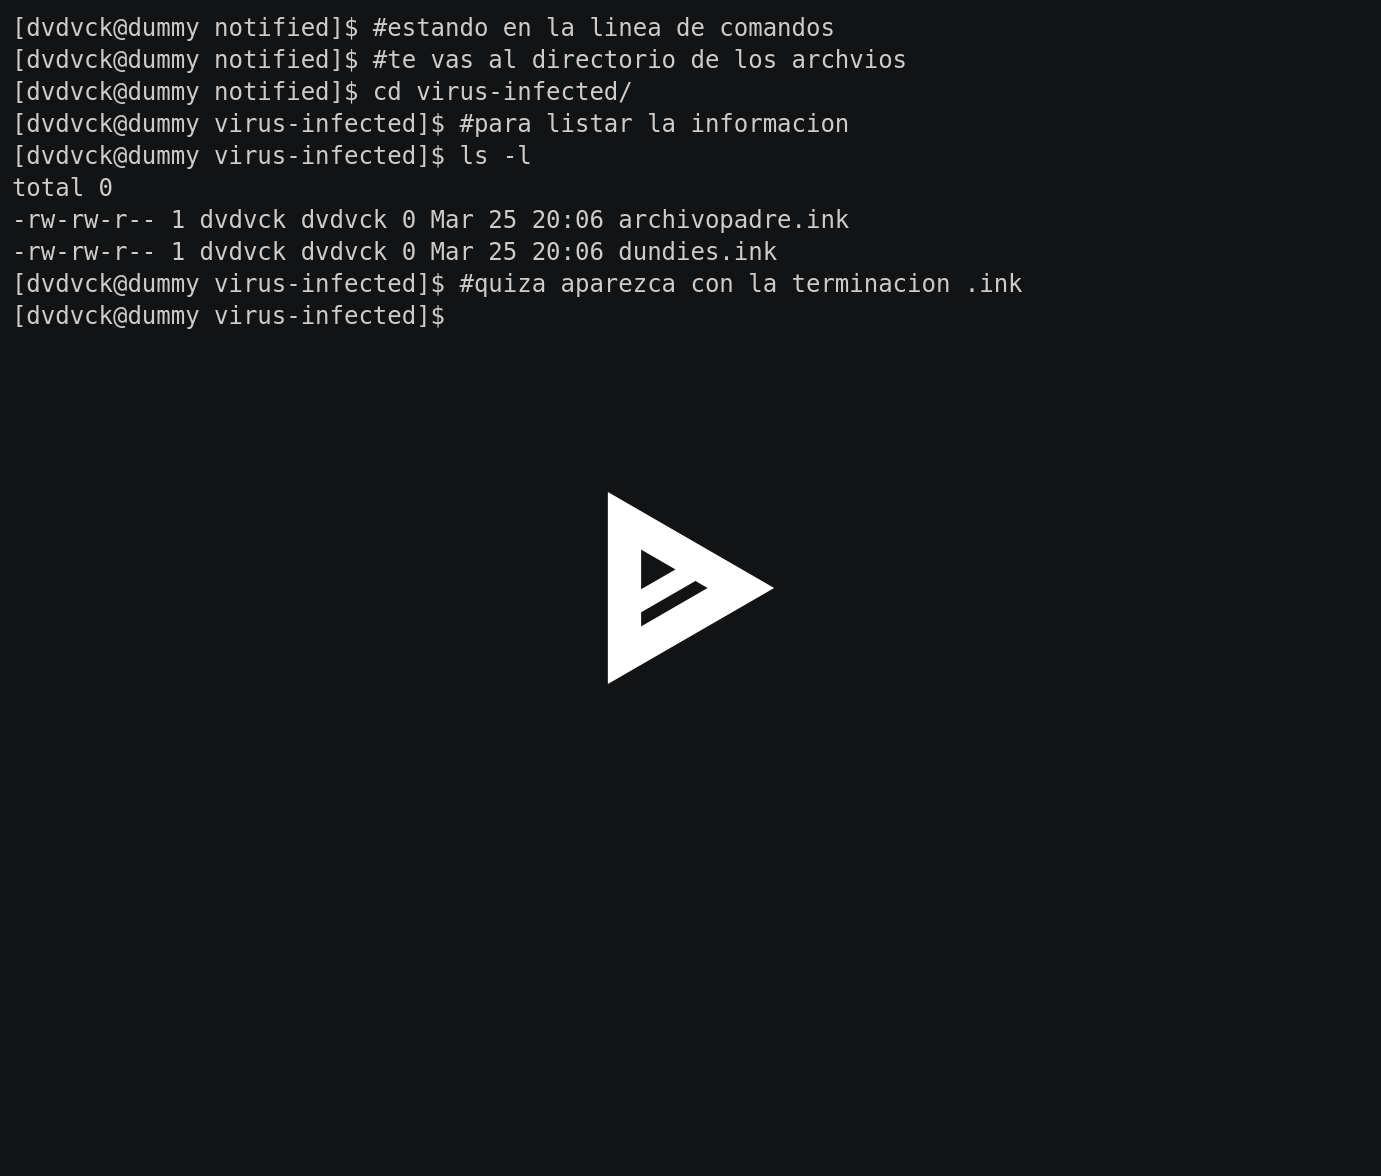 [dvdvck@dummy notified]$ #estando en la linea de comandos
[dvdvck@dummy notified]$ #te vas al directorio de los archvios
[dvdvck@dummy notified]$ cd virus-infected/
[dvdvck@dummy virus-infected]$ #para listar la informacion
[dvdvck@dummy virus-infected]$ ls -l
total 0
-rw-rw-r-- 1 dvdvck dvdvck 0 Mar 25 20:06 archivopadre.ink
-rw-rw-r-- 1 dvdvck dvdvck 0 Mar 25 20:06 dundies.ink
[dvdvck@dummy virus-infected]$ #quiza aparezca con la terminacion .ink
[dvdvck@dummy virus-infected]$